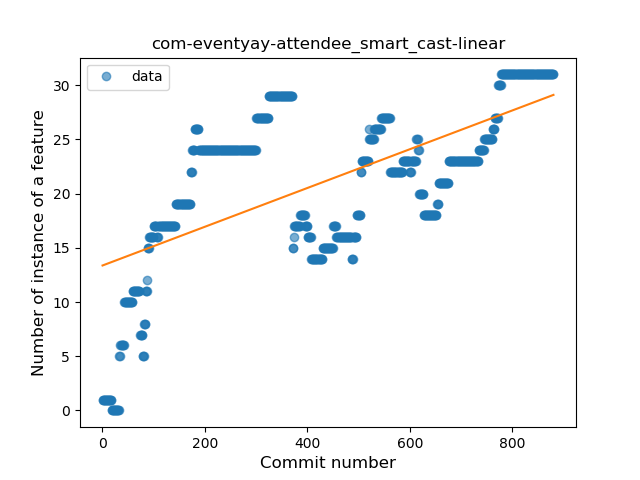 com-eventyay-attendee_smart_cast-linear
data
Number of instance of a feature
30
25
20
15
10
5
0
0 200 400 600 800
Commit number